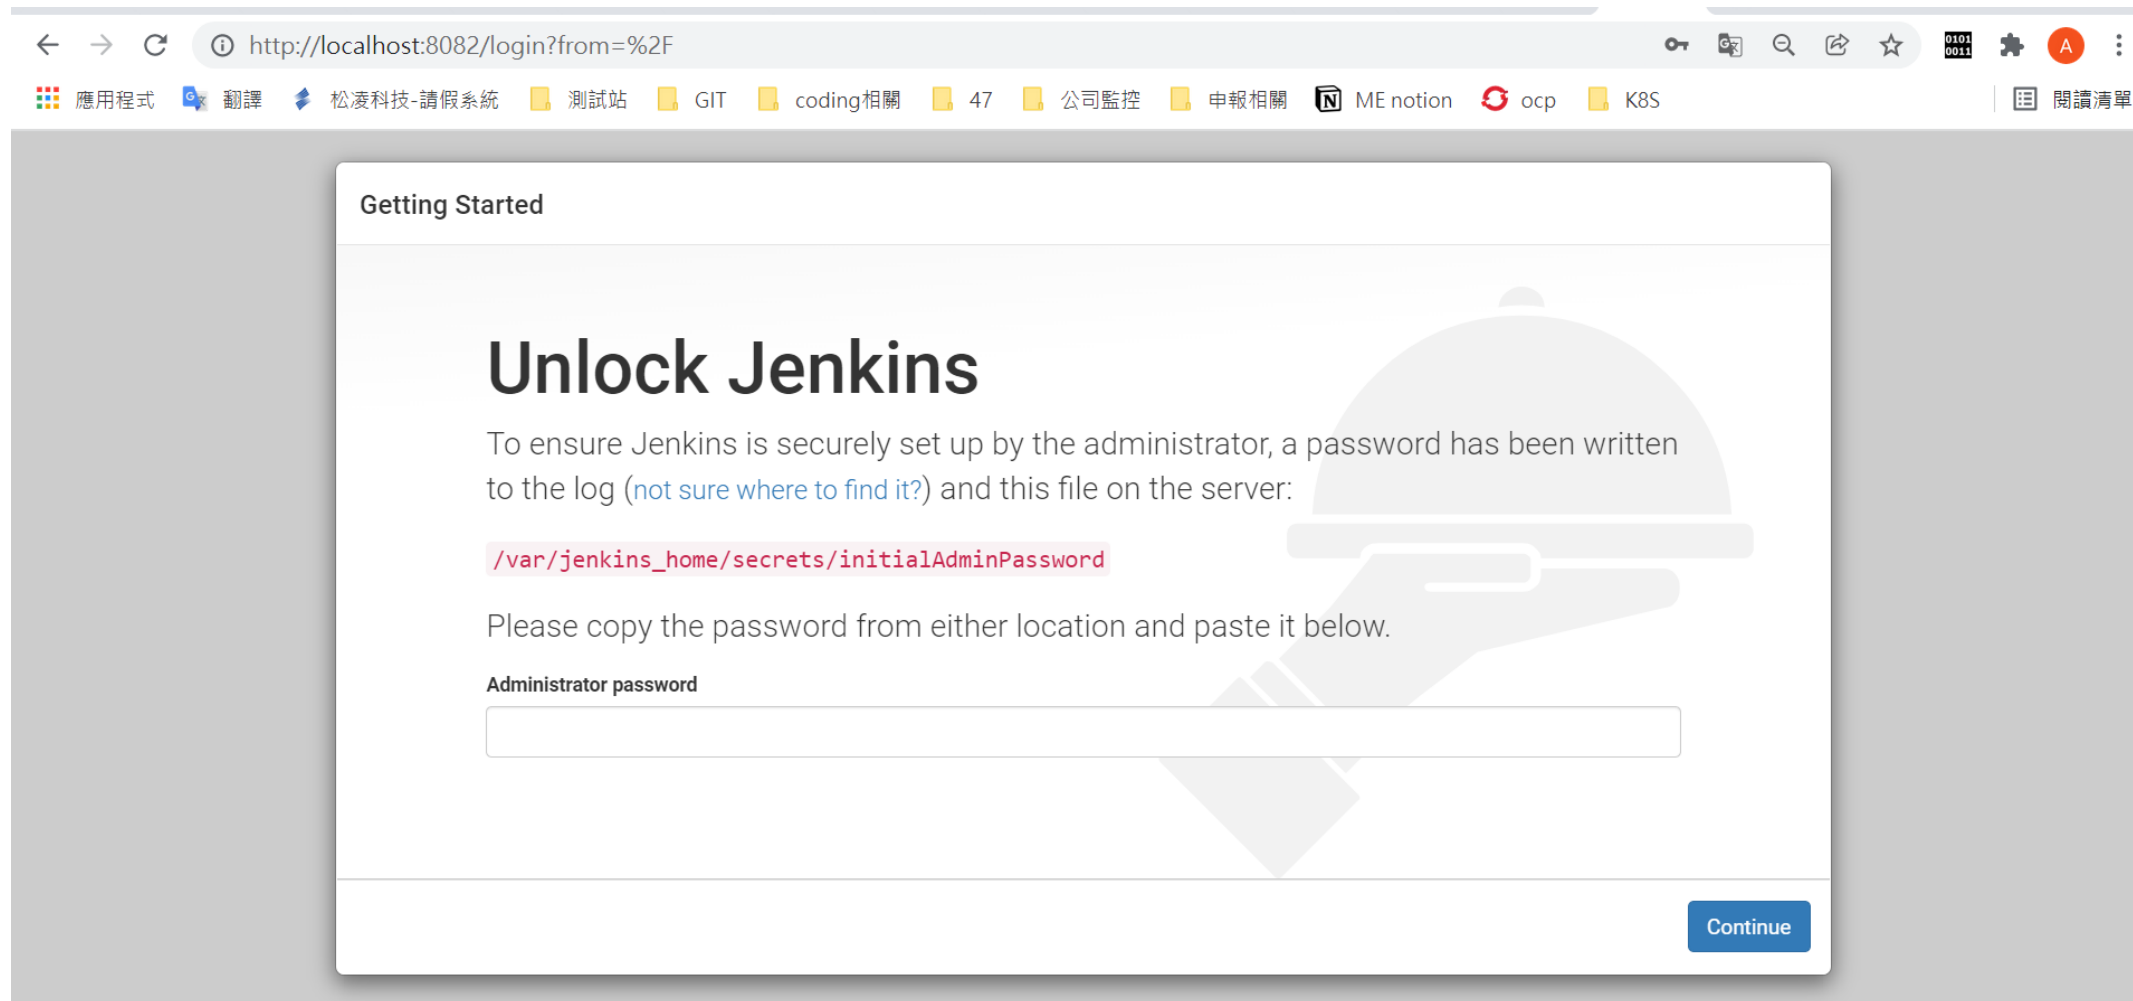 http://localhost:8082/login?from=%2F
0101
0011
A
應用程式 翻譯 松凌科技-請假系統 測試站 GIT coding相關 47 公司監控 申報相關 ME notion ocp K8S 閱讀清單
Getting Started
Unlock Jenkins
To ensure Jenkins is securely set up by the administrator, a password has been written
to the log (not sure where to find it?) and this file on the server:
/var/jenkins_home/secrets/initialAdminPassword
Please copy the password from either location and paste it below.
Administrator password
Continue